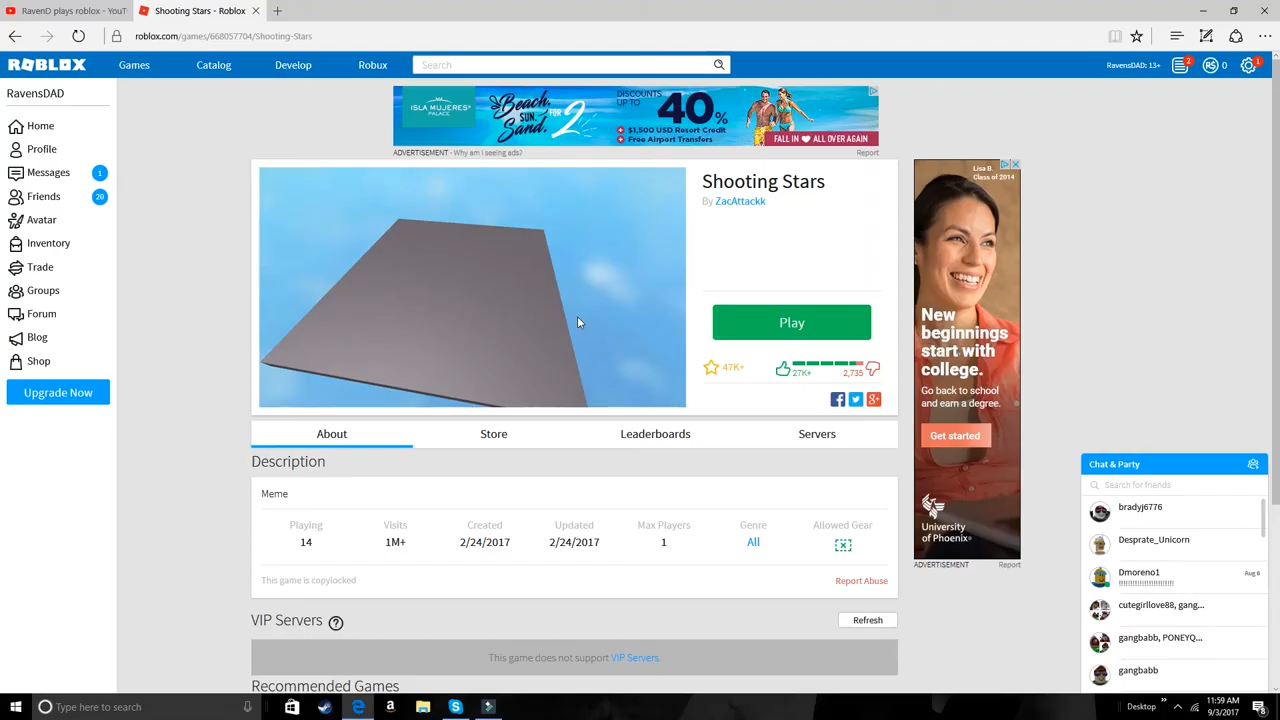 RavenD plays roblox - YouT
Shooting Stars - Roblox
roblox.com/games/668057704/Shooting-Stars
ROBLOX
Games
Catalog
Develop
Robux
Search
RavensDAD: 13+
2
R$ 0
1
RavensDAD
Home
Profile
Messages
1
Friends
20
Avatar
Inventory
Trade
Groups
Forum
Blog
Shop
Upgrade Now
ISLA MUJERES
PALACE
Beach.
SUN.
Sand.
FOR 2
DISCOUNTS
UP TO
40%
$1,500 USD Resort Credit
Free Airport Transfers
FALL IN ALL OVER AGAIN
ADVERTISEMENT - Why am I seeing ads?
Report
Shooting Stars
By ZacAttackk
Play
47K+
27K+
2,735
About
Store
Leaderboards
Servers
Description
Meme
Playing
Visits
Created
Updated
Max Players
Genre
Allowed Gear
14
1M+
2/24/2017
2/24/2017
1
All
This game is copylocked
Report Abuse
VIP Servers
Refresh
This game does not support VIP Servers.
Recommended Games
Lisa B.
Class of 2014
New
beginnings
start with
college.
Go back to school
and earn a degree.
Get started
University
of Phoenix®
ADVERTISEMENT
Report
Chat & Party
Search for friends
bradyj6776
Desprate_Unicorn
Dmoreno1
Aug 6
!!!!!!!!!!!!!!!!!!!!!!!
cutegirllove88, gang...
gangbabb, PONEYQ...
gangbabb
Type here to search
Desktop
11:59 AM
9/3/2017
8